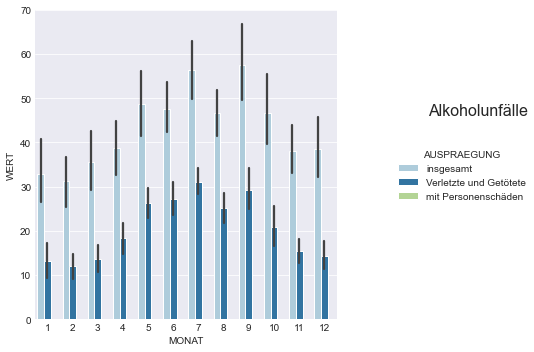 70
60
50
40
30
20
10
0
WERT
1 2 3 4 5 6 7 8 9 10 11 12
MONAT
Alkoholunfälle
AUSPRAEGUNG
insgesamt
Verletzte und Getötete
mit Personenschäden